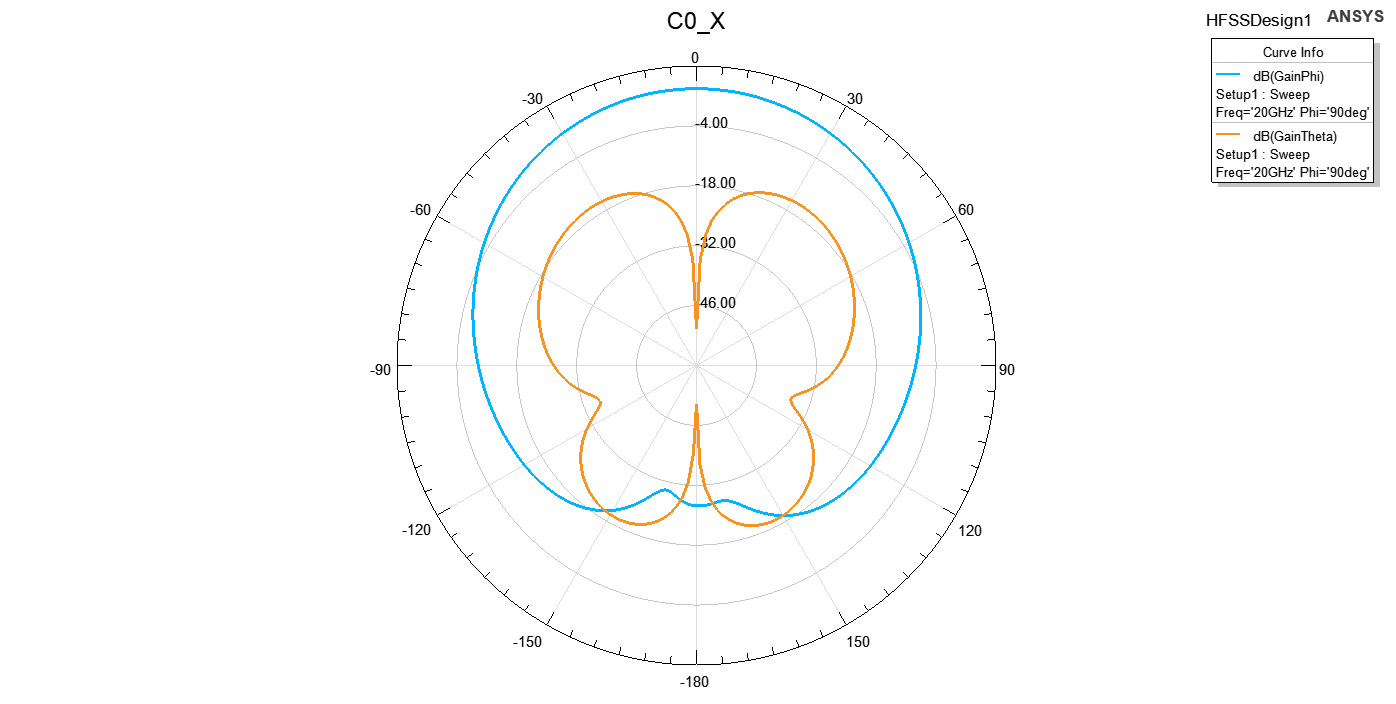 C0_X
HFSSDesign1
ANSYS
Curve Info
dB(GainPhi)
Setup1 : Sweep
Freq='20GHz' Phi='90deg'
dB(GainTheta)
Setup1 : Sweep
Freq='20GHz' Phi='90deg'
0
-30
30
-4.00
-60
-18.00
60
-32.00
-46.00
-90
90
-120
120
-150
150
-180